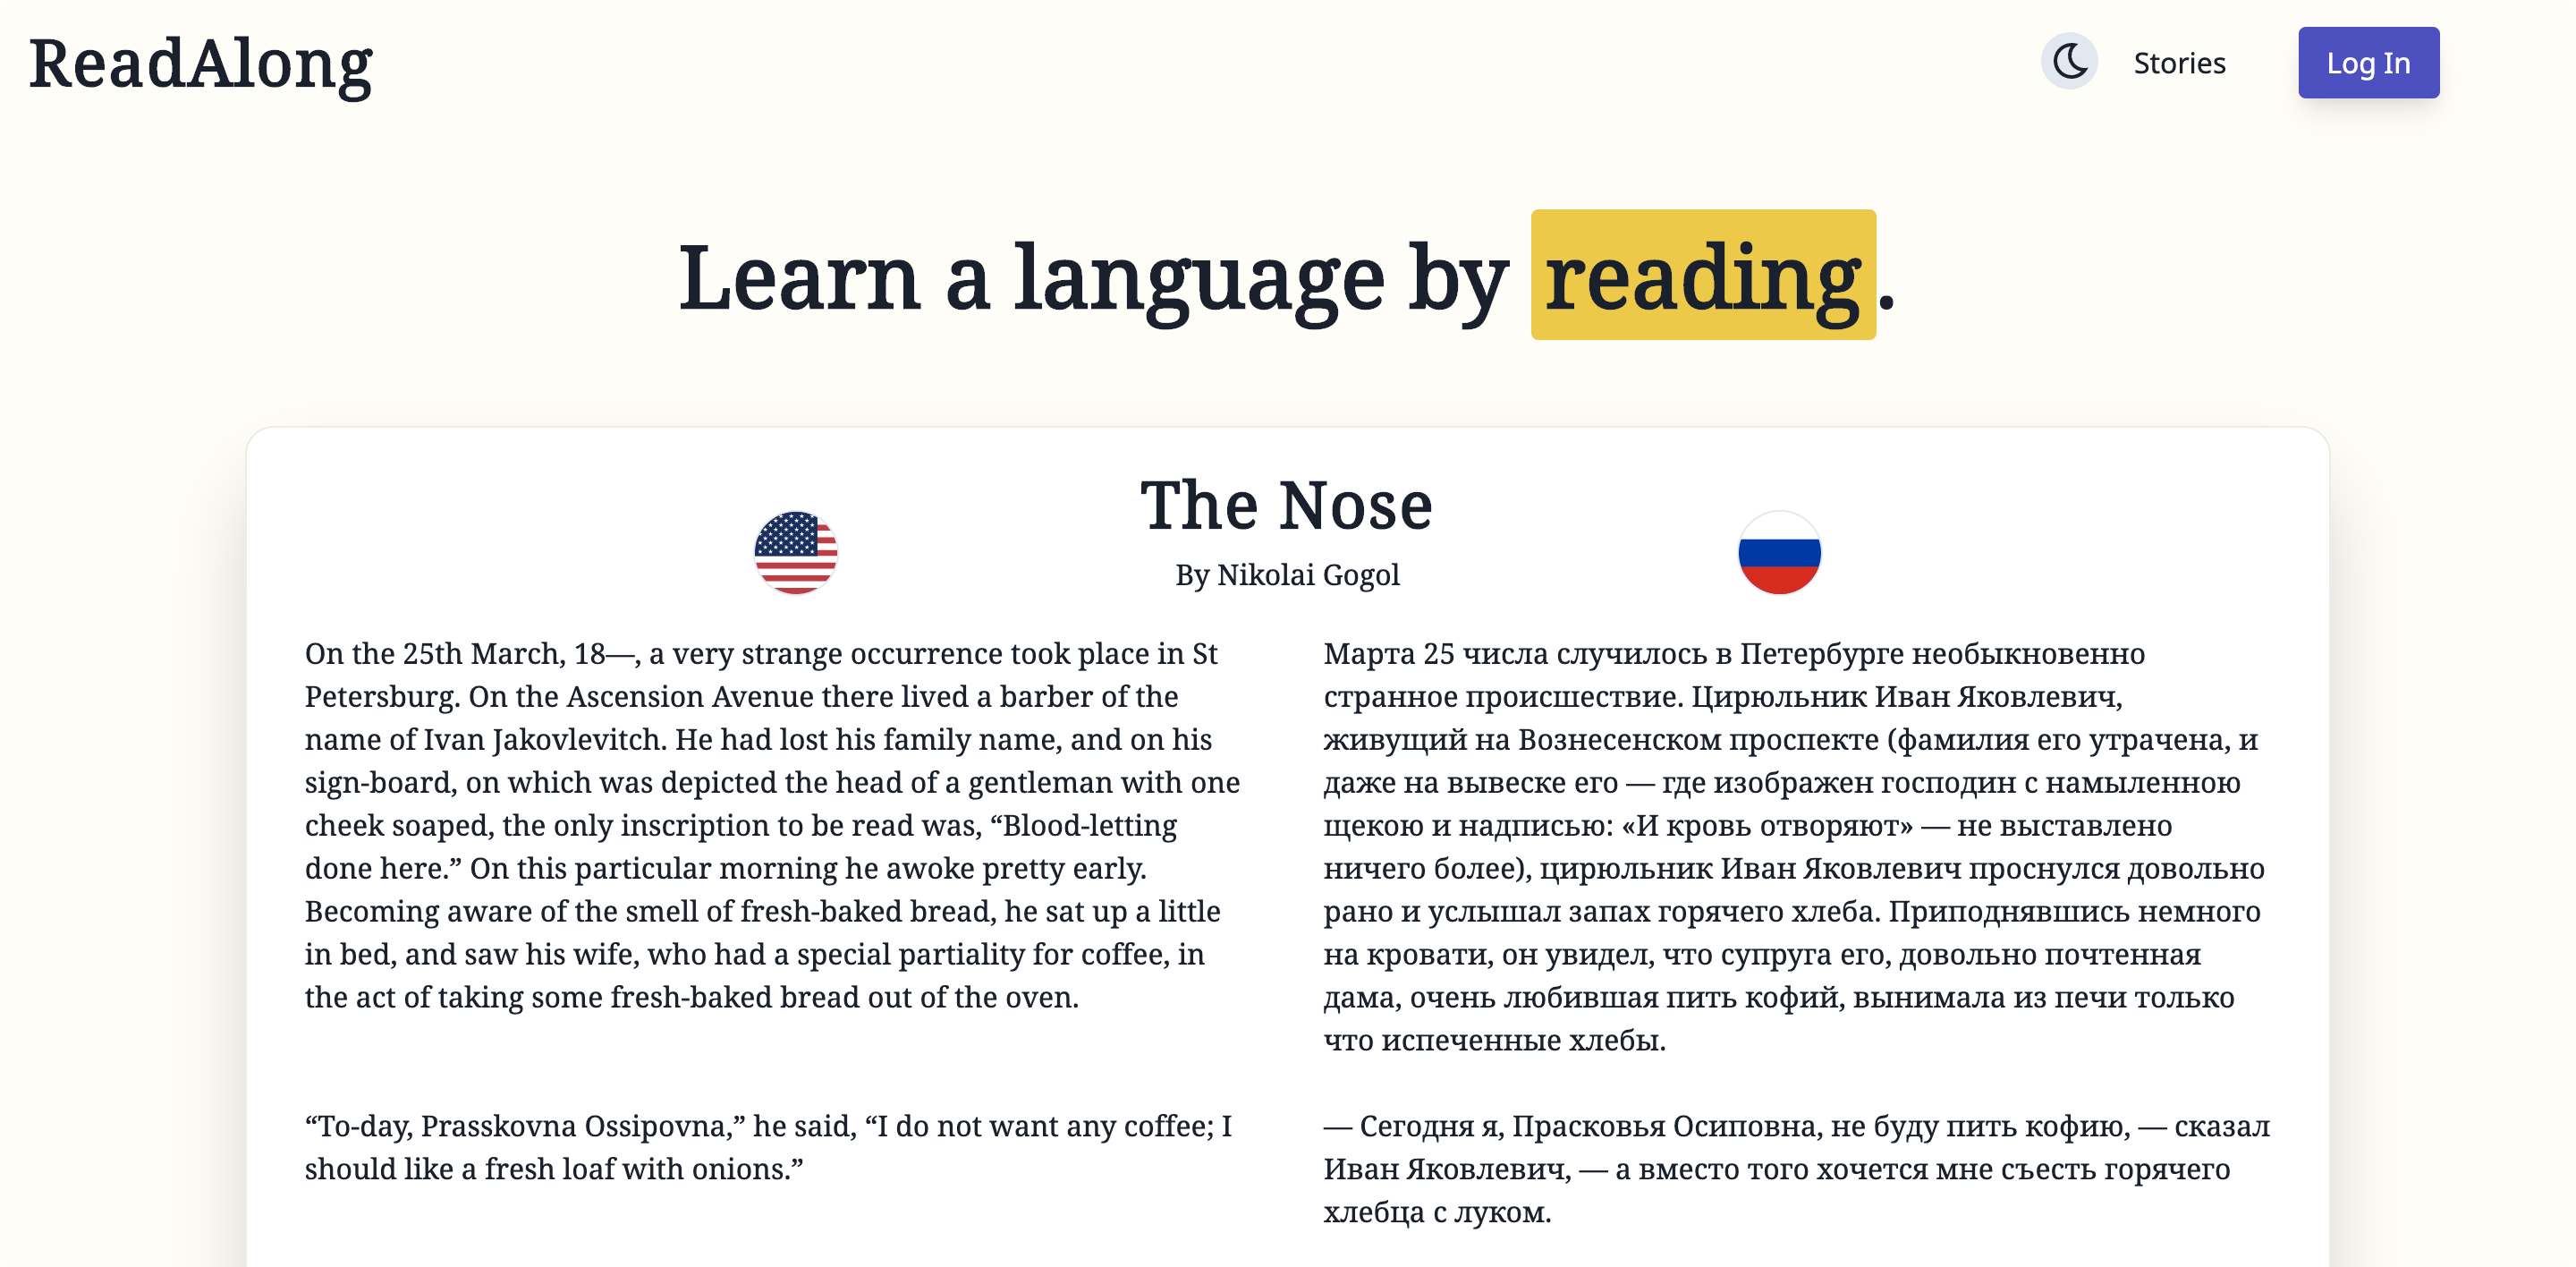 ReadAlong
Stories
Log In
Learn a language by reading.
The Nose
By Nikolai Gogol
On the 25th March, 18—, a very strange occurrence took place in St
Petersburg. On the Ascension Avenue there lived a barber of the
name of Ivan Jakovlevitch. He had lost his family name, and on his
sign-board, on which was depicted the head of a gentleman with one
cheek soaped, the only inscription to be read was, “Blood-letting
done here.” On this particular morning he awoke pretty early.
Becoming aware of the smell of fresh-baked bread, he sat up a little
in bed, and saw his wife, who had a special partiality for coffee, in
the act of taking some fresh-baked bread out of the oven.
“To-day, Prasskovna Ossipovna,” he said, “I do not want any coffee; I
should like a fresh loaf with onions.”
Марта 25 числа случилось в Петербурге необыкновенно
странное происшествие. Цирюльник Иван Яковлевич,
живущий на Вознесенском проспекте (фамилия его утрачена, и
даже на вывеске его — где изображен господин с намыленною
щекою и надписью: «И кровь отворяют» — не выставлено
ничего более), цирюльник Иван Яковлевич проснулся довольно
рано и услышал запах горячего хлеба. Приподнявшись немного
на кровати, он увидел, что супруга его, довольно почтенная
дама, очень любившая пить кофий, вынимала из печи только
что испеченные хлебы.
— Сегодня я, Прасковья Осиповна, не буду пить кофию, — сказал
Иван Яковлевич, — а вместо того хочется мне съесть горячего
хлебца с луком.